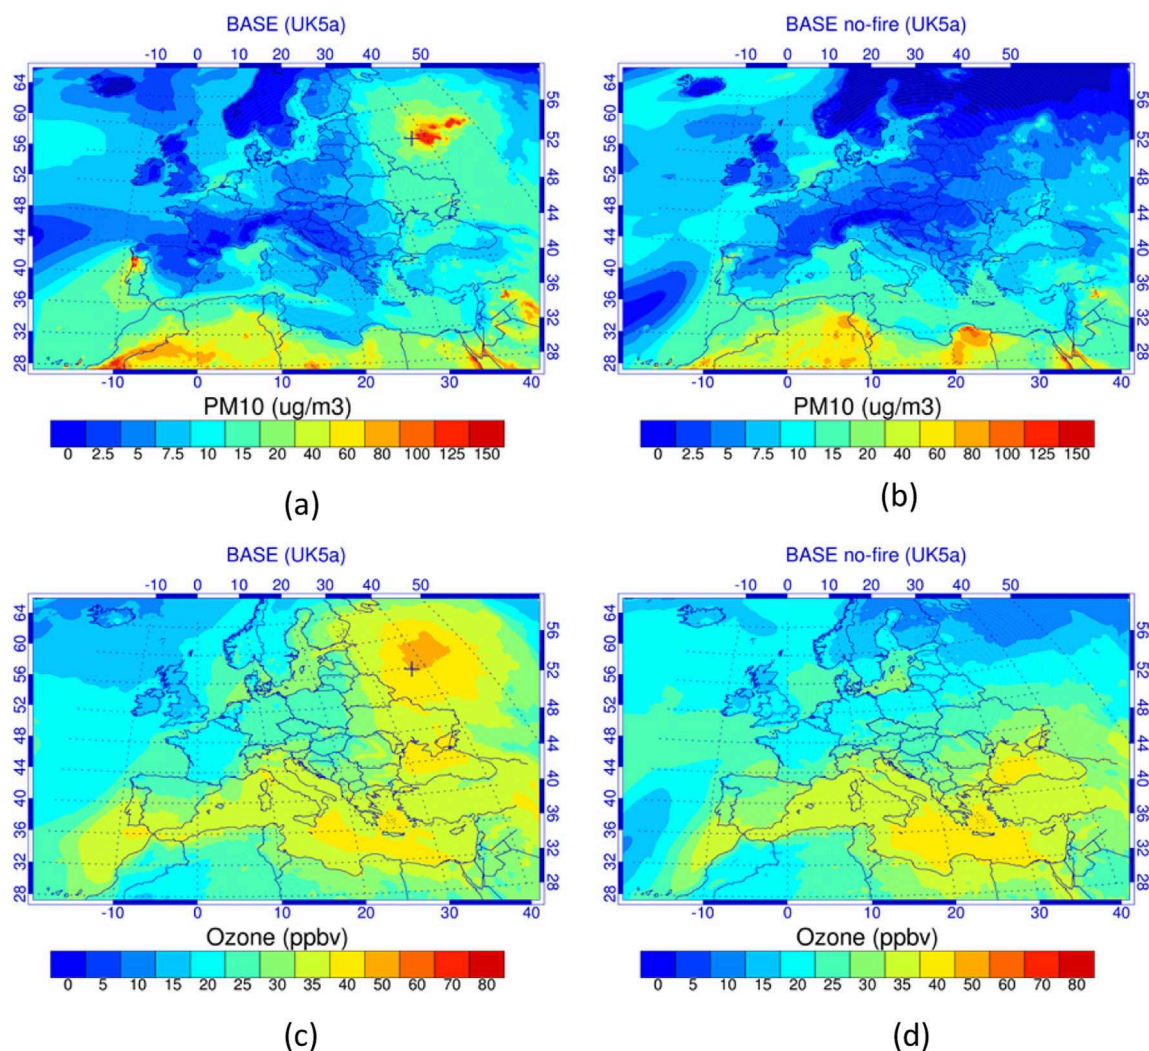 BASE (UK5a)
-10 0 10 20 30 40 50
64 60 56 52 48 44 40 36 32 28
56 52 48 44 40 36 32 28
-10 0 10 20 30 40
PM10 (ug/m3)
0 2.5 5 7.5 10 15 20 40 60 80 100 125 150
(a)
BASE no-fire (UK5a)
-10 0 10 20 30 40 50
64 60 56 52 48 44 40 36 32 28
56 52 48 44 40 36 32 28
-10 0 10 20 30 40
PM10 (ug/m3)
0 2.5 5 7.5 10 15 20 40 60 80 100 125 150
(b)
BASE (UK5a)
-10 0 10 20 30 40 50
64 60 56 52 48 44 40 36 32 28
56 52 48 44 40 36 32 28
-10 0 10 20 30 40
Ozone (ppbv)
0 5 10 15 20 25 30 35 40 50 60 70 80
(c)
BASE no-fire (UK5a)
-10 0 10 20 30 40 50
64 60 56 52 48 44 40 36 32 28
56 52 48 44 40 36 32 28
-10 0 10 20 30 40
Ozone (ppbv)
0 5 10 15 20 25 30 35 40 50 60 70 80
(d)